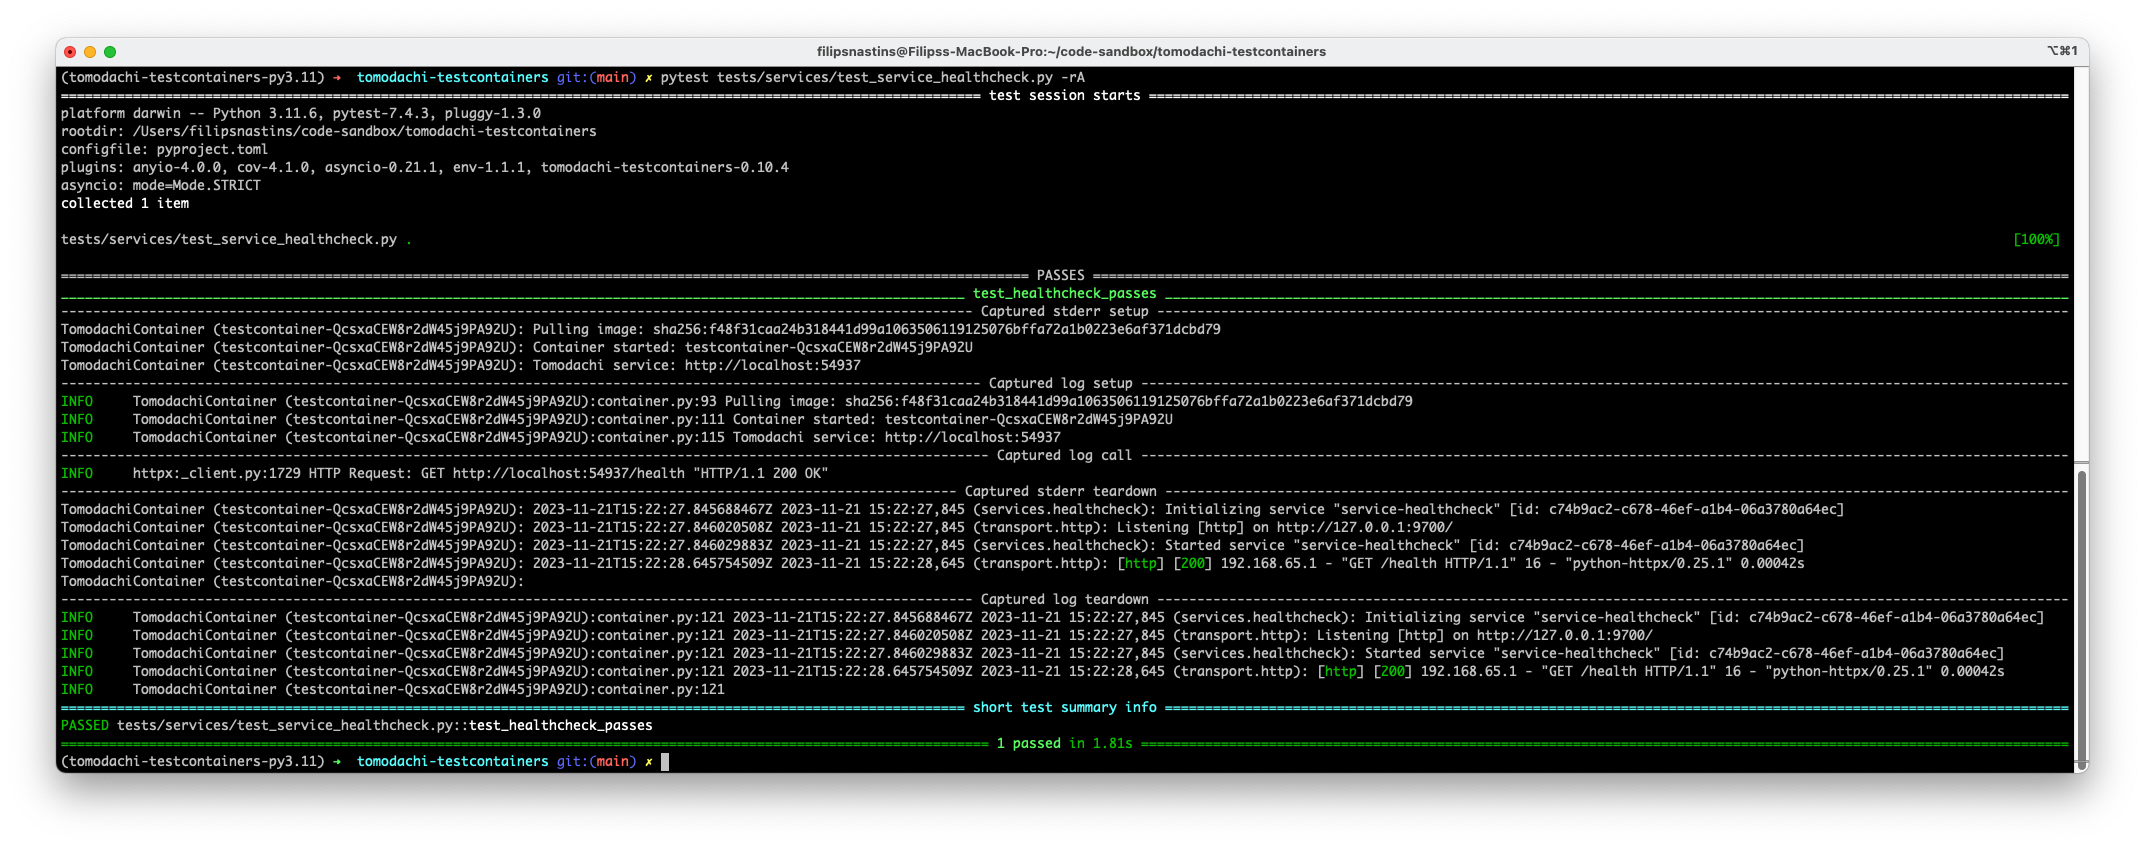 filipsnastins@Filipss-MacBook-Pro:~/code-sandbox/tomodachi-testcontainers ⌥⌘1
(tomodachi-testcontainers-py3.11) → tomodachi-testcontainers git:(main) ✗ pytest tests/services/test_service_healthcheck.py -rA
test session starts
platform darwin -- Python 3.11.6, pytest-7.4.3, pluggy-1.3.0
rootdir: /Users/filipsnastins/code-sandbox/tomodachi-testcontainers
configfile: pyproject.toml
plugins: anyio-4.0.0, cov-4.1.0, asyncio-0.21.1, env-1.1.1, tomodachi-testcontainers-0.10.4
asyncio: mode=Mode.STRICT
collected 1 item
tests/services/test_service_healthcheck.py . [100%]
PASSES
test_healthcheck_passes
Captured stderr setup
TomodachiContainer (testcontainer-QcsxaCEW8r2dW45j9PA92U): Pulling image: sha256:f48f31caa24b318441d99a1063506119125076bffa72a1b0223e6af371dcbd79
TomodachiContainer (testcontainer-QcsxaCEW8r2dW45j9PA92U): Container started: testcontainer-QcsxaCEW8r2dW45j9PA92U
TomodachiContainer (testcontainer-QcsxaCEW8r2dW45j9PA92U): Tomodachi service: http://localhost:54937
Captured log setup
INFO TomodachiContainer (testcontainer-QcsxaCEW8r2dW45j9PA92U):container.py:93 Pulling image: sha256:f48f31caa24b318441d99a1063506119125076bffa72a1b0223e6af371dcbd79
INFO TomodachiContainer (testcontainer-QcsxaCEW8r2dW45j9PA92U):container.py:111 Container started: testcontainer-QcsxaCEW8r2dW45j9PA92U
INFO TomodachiContainer (testcontainer-QcsxaCEW8r2dW45j9PA92U):container.py:115 Tomodachi service: http://localhost:54937
Captured log call
INFO httpx:_client.py:1729 HTTP Request: GET http://localhost:54937/health "HTTP/1.1 200 OK"
Captured stderr teardown
TomodachiContainer (testcontainer-QcsxaCEW8r2dW45j9PA92U): 2023-11-21T15:22:27.845688467Z 2023-11-21 15:22:27,845 (services.healthcheck): Initializing service "service-healthcheck" [id: c74b9ac2-c678-46ef-a1b4-06a3780a64ec]
TomodachiContainer (testcontainer-QcsxaCEW8r2dW45j9PA92U): 2023-11-21T15:22:27.846020508Z 2023-11-21 15:22:27,845 (transport.http): Listening [http] on http://127.0.0.1:9700/
TomodachiContainer (testcontainer-QcsxaCEW8r2dW45j9PA92U): 2023-11-21T15:22:27.846029883Z 2023-11-21 15:22:27,845 (services.healthcheck): Started service "service-healthcheck" [id: c74b9ac2-c678-46ef-a1b4-06a3780a64ec]
TomodachiContainer (testcontainer-QcsxaCEW8r2dW45j9PA92U): 2023-11-21T15:22:28.645754509Z 2023-11-21 15:22:28,645 (transport.http): [http] [200] 192.168.65.1 - "GET /health HTTP/1.1" 16 - "python-httpx/0.25.1" 0.00042s
TomodachiContainer (testcontainer-QcsxaCEW8r2dW45j9PA92U):
Captured log teardown
INFO TomodachiContainer (testcontainer-QcsxaCEW8r2dW45j9PA92U):container.py:121 2023-11-21T15:22:27.845688467Z 2023-11-21 15:22:27,845 (services.healthcheck): Initializing service "service-healthcheck" [id: c74b9ac2-c678-46ef-a1b4-06a3780a64ec]
INFO TomodachiContainer (testcontainer-QcsxaCEW8r2dW45j9PA92U):container.py:121 2023-11-21T15:22:27.846020508Z 2023-11-21 15:22:27,845 (transport.http): Listening [http] on http://127.0.0.1:9700/
INFO TomodachiContainer (testcontainer-QcsxaCEW8r2dW45j9PA92U):container.py:121 2023-11-21T15:22:27.846029883Z 2023-11-21 15:22:27,845 (services.healthcheck): Started service "service-healthcheck" [id: c74b9ac2-c678-46ef-a1b4-06a3780a64ec]
INFO TomodachiContainer (testcontainer-QcsxaCEW8r2dW45j9PA92U):container.py:121 2023-11-21T15:22:28.645754509Z 2023-11-21 15:22:28,645 (transport.http): [http] [200] 192.168.65.1 - "GET /health HTTP/1.1" 16 - "python-httpx/0.25.1" 0.00042s
INFO TomodachiContainer (testcontainer-QcsxaCEW8r2dW45j9PA92U):container.py:121
short test summary info
PASSED tests/services/test_service_healthcheck.py::test_healthcheck_passes
1 passed in 1.81s
(tomodachi-testcontainers-py3.11) → tomodachi-testcontainers git:(main) ✗